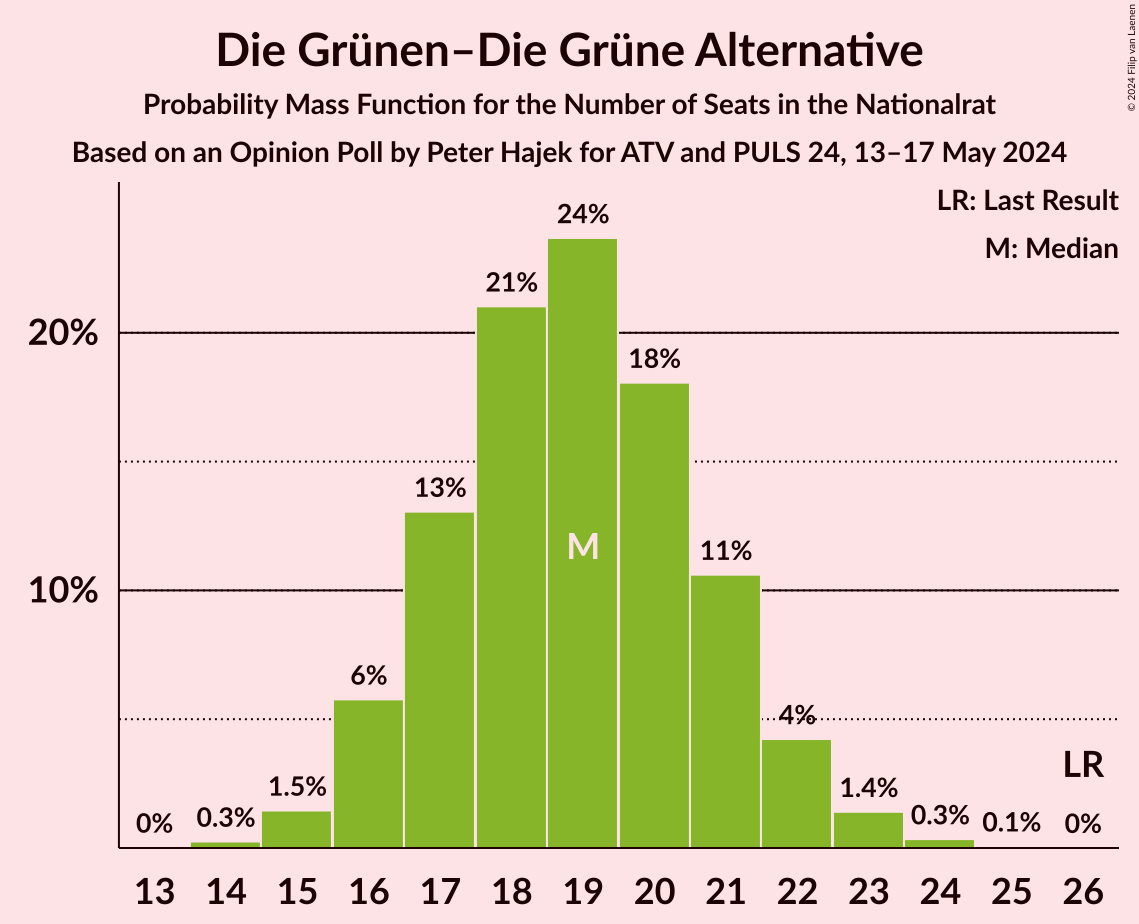 Die Grünen–Die Grüne Alternative
Probability Mass Function for the Number of Seats in the Nationalrat
Based on an Opinion Poll by Peter Hajek for ATV and PULS 24, 13–17 May 2024
© 2024 Filip van Laenen
LR: Last Result
M: Median
24%
21%
20%
18%
13%
M
11%
10%
6%
4%
LR
1.5%
1.4%
0% 0.3% 0.3% 0.1% 0%
13 14 15 16 17 18 19 20 21 22 23 24 25 26